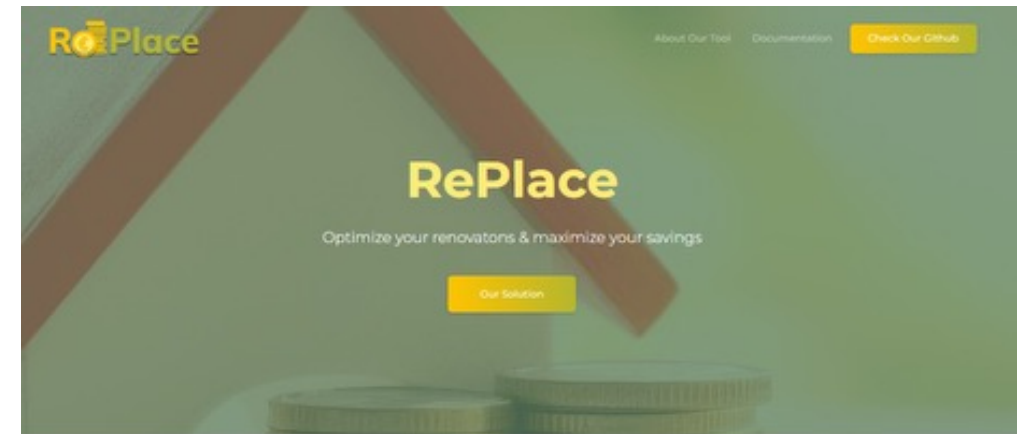 RePlace
About Our Tool
Documentation
Check Our Github
RePlace
Optimize your renovatons & maximize your savings
Our Solution